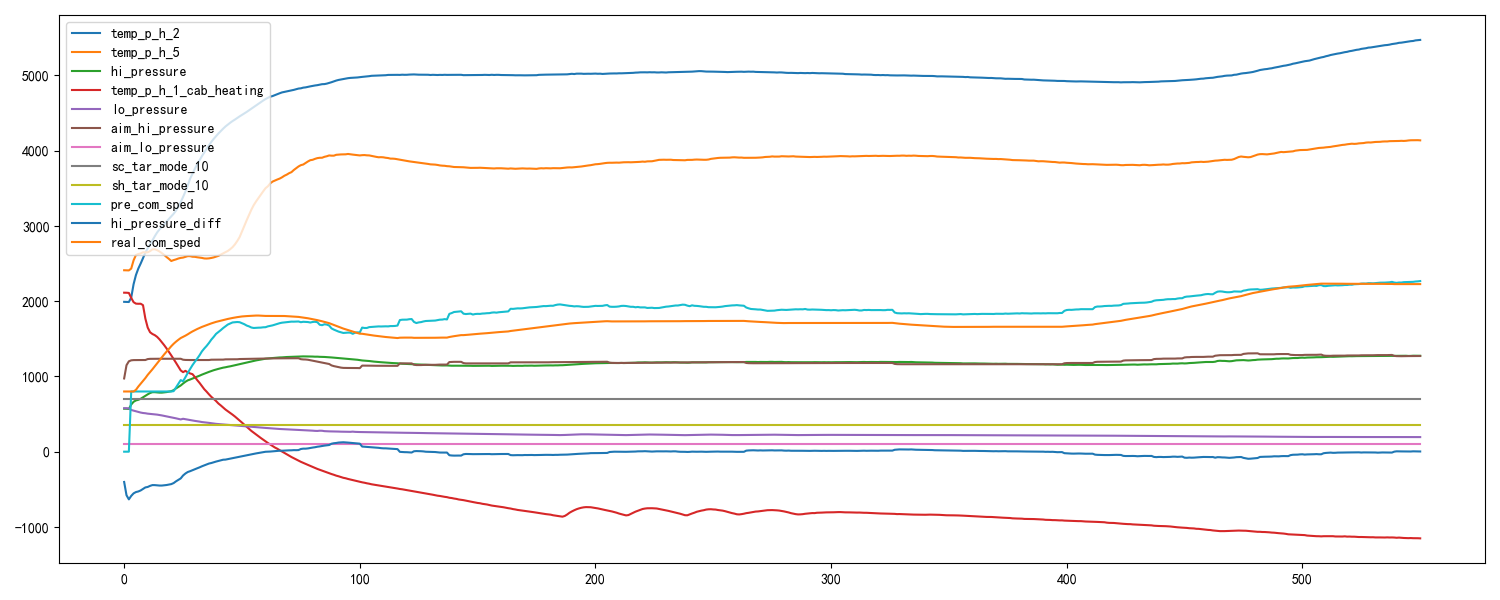 temp_p_h_2
temp_p_h_5
hi_pressure
temp_p_h_1_cab_heating
lo_pressure
aim_hi_pressure
aim_lo_pressure
sc_tar_mode_10
sh_tar_mode_10
pre_com_sped
hi_pressure_diff
real_com_sped
5000
4000
3000
2000
1000
0
−1000
0 100 200 300 400 500